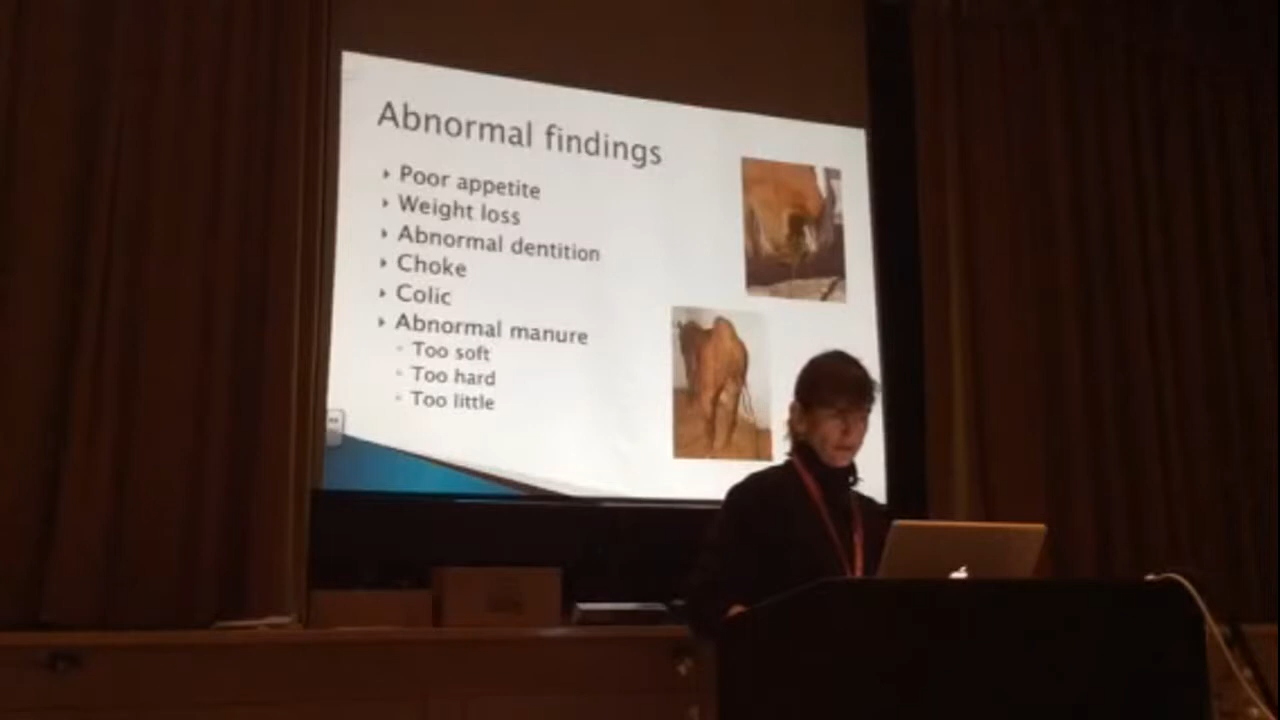 Abnormal findings
Poor appetite
Weight loss
Abnormal dentition
Choke
Colic
Abnormal manure
Too soft
Too hard
Too little